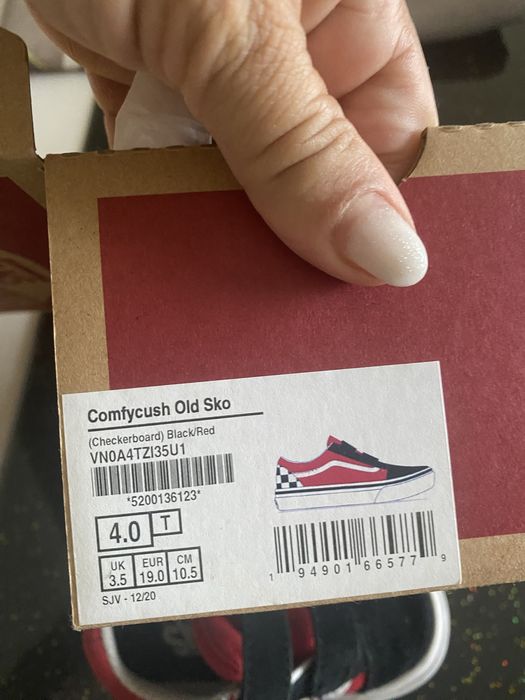 Comfycush Old Sko
(Checkerboard) Black/Red
VN0A4TZI35U1
*5200136123*
4.0 T
UK EUR CM
3.5 19.0 10.5
SJV - 12/20
1 94901 66577 9